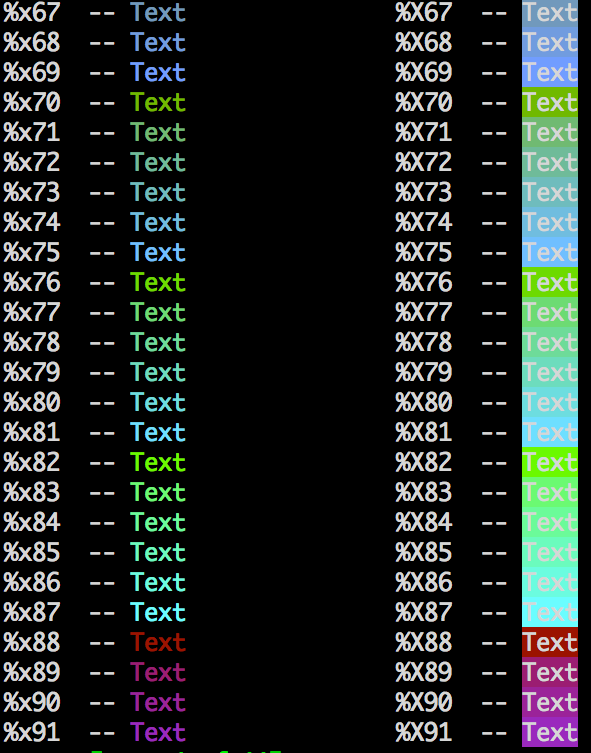 %x67 -- Text %X67 -- Text
%x68 -- Text %X68 -- Text
%x69 -- Text %X69 -- Text
%x70 -- Text %X70 -- Text
%x71 -- Text %X71 -- Text
%x72 -- Text %X72 -- Text
%x73 -- Text %X73 -- Text
%x74 -- Text %X74 -- Text
%x75 -- Text %X75 -- Text
%x76 -- Text %X76 -- Text
%x77 -- Text %X77 -- Text
%x78 -- Text %X78 -- Text
%x79 -- Text %X79 -- Text
%x80 -- Text %X80 -- Text
%x81 -- Text %X81 -- Text
%x82 -- Text %X82 -- Text
%x83 -- Text %X83 -- Text
%x84 -- Text %X84 -- Text
%x85 -- Text %X85 -- Text
%x86 -- Text %X86 -- Text
%x87 -- Text %X87 -- Text
%x88 -- Text %X88 -- Text
%x89 -- Text %X89 -- Text
%x90 -- Text %X90 -- Text
%x91 -- Text %X91 -- Text